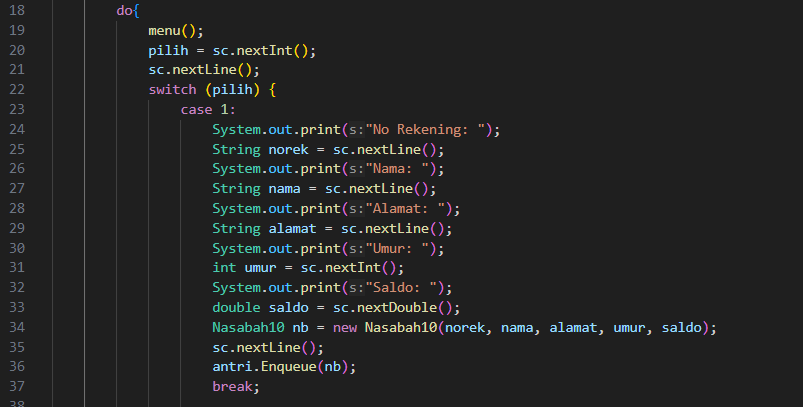 18 do{
19 menu();
20 pilih = sc.nextInt();
21 sc.nextLine();
22 switch (pilih) {
23 case 1:
24 System.out.print(s:"No Rekening: ");
25 String norek = sc.nextLine();
26 System.out.print(s:"Nama: ");
27 String nama = sc.nextLine();
28 System.out.print(s:"Alamat: ");
29 String alamat = sc.nextLine();
30 System.out.print(s:"Umur: ");
31 int umur = sc.nextInt();
32 System.out.print(s:"Saldo: ");
33 double saldo = sc.nextDouble();
34 Nasabah10 nb = new Nasabah10(norek, nama, alamat, umur, saldo);
35 sc.nextLine();
36 antri.Enqueue(nb);
37 break;
38